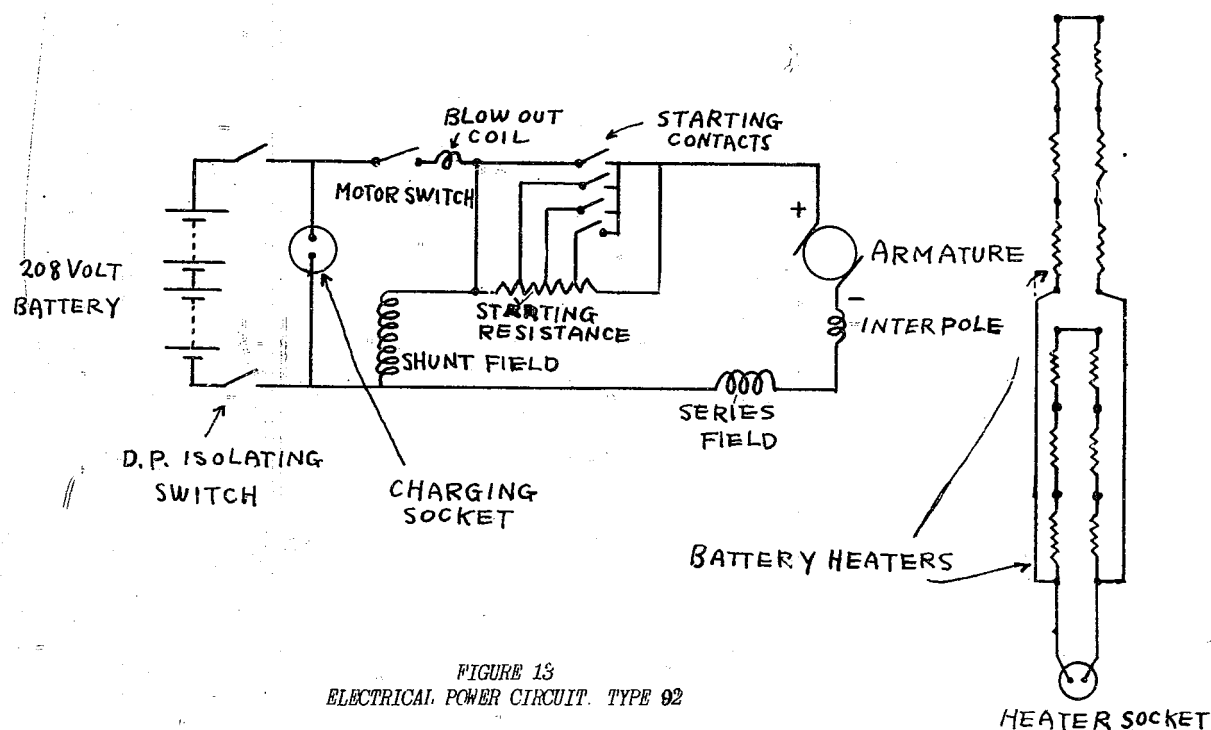 BLOW OUT
COIL
STARTING
CONTACTS
MOTOR SWITCH
+
ARMATURE
208 VOLT
BATTERY
-
STARTING
RESISTANCE
INTERPOLE
SHUNT FIELD
SERIES
FIELD
D.P. ISOLATING
SWITCH
CHARGING
SOCKET
BATTERY HEATERS
FIGURE 13
ELECTRICAL POWER CIRCUIT. TYPE 92
HEATER SOCKET